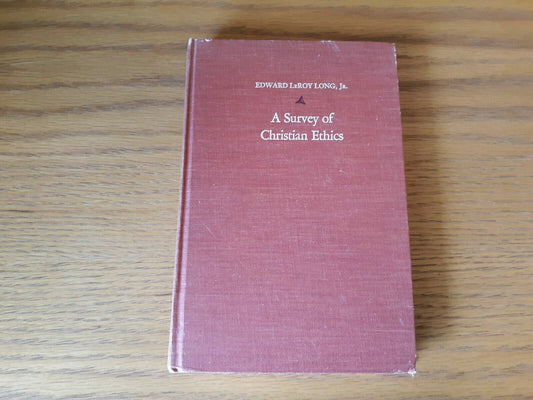 EDWARD LeROY LONG, Jr.
A Survey of
Christian Ethics